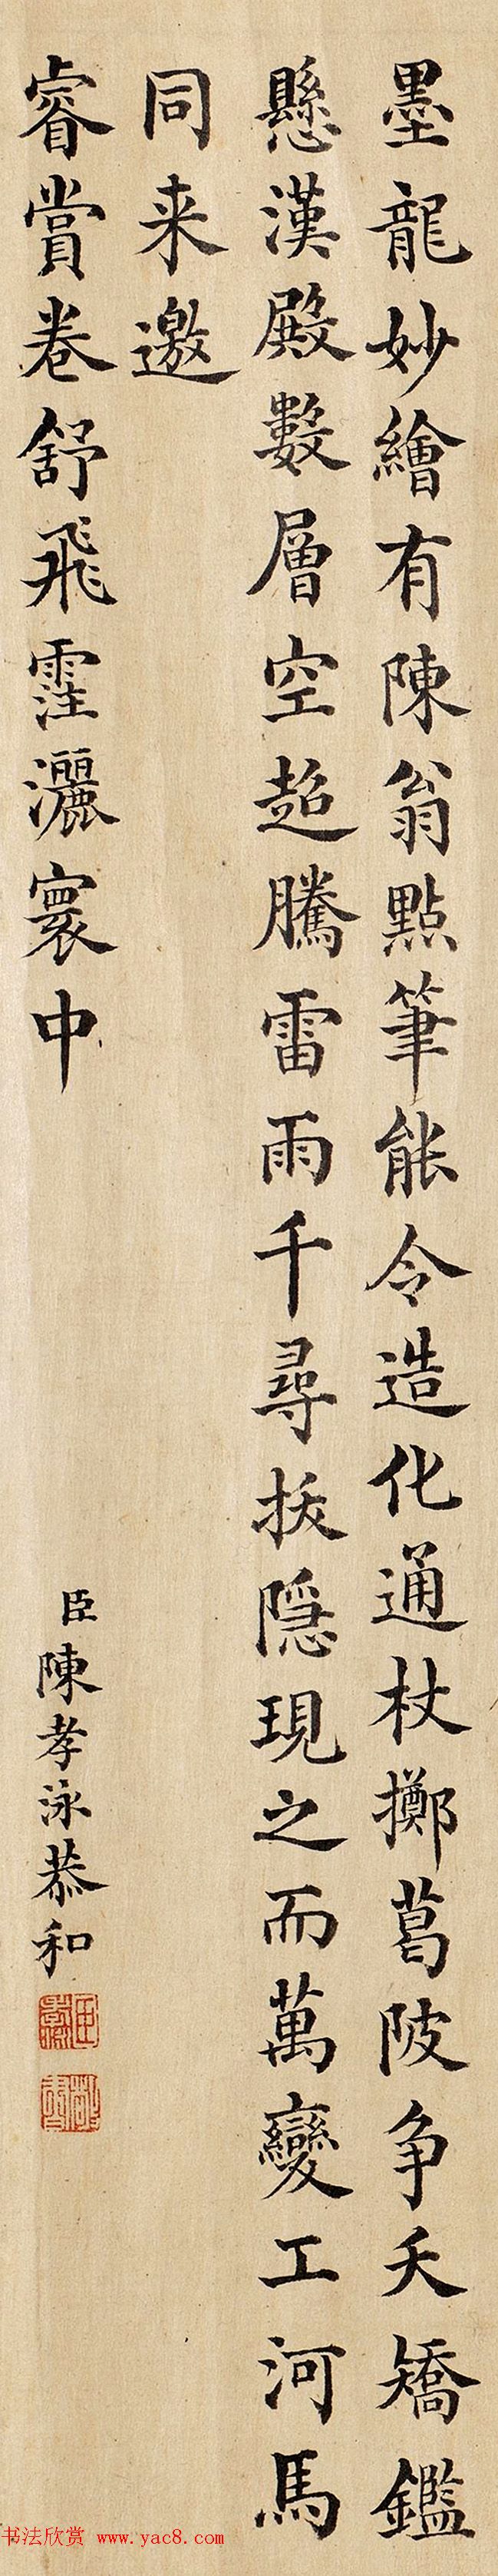 墨龍妙繪有陳翁點筆能令造化通杖擲葛陂争夭矯鑑
懸漢殿數層空超騰雷雨千尋拔隱現之而萬變工河馬
同来邀
睿賞卷舒飛霔灑寰中
臣陳孝泳恭和
书法欣赏 www.yac8.com